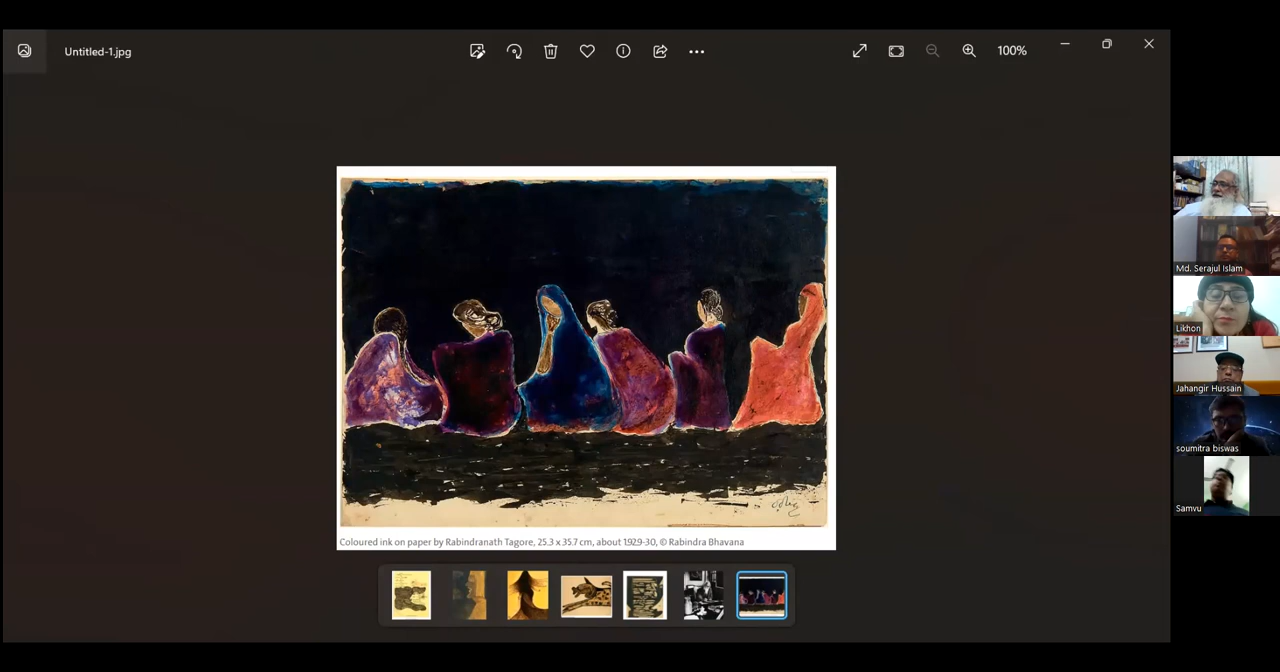 Untitled-1.jpg
100%
Coloured ink on paper by Rabindranath Tagore, 25.3 x 35.7 cm, about 1929-30, © Rabindra Bhavana
Md. Serajul Islam
Likhon
Jahangir Hussain
soumitra biswas
Samvu